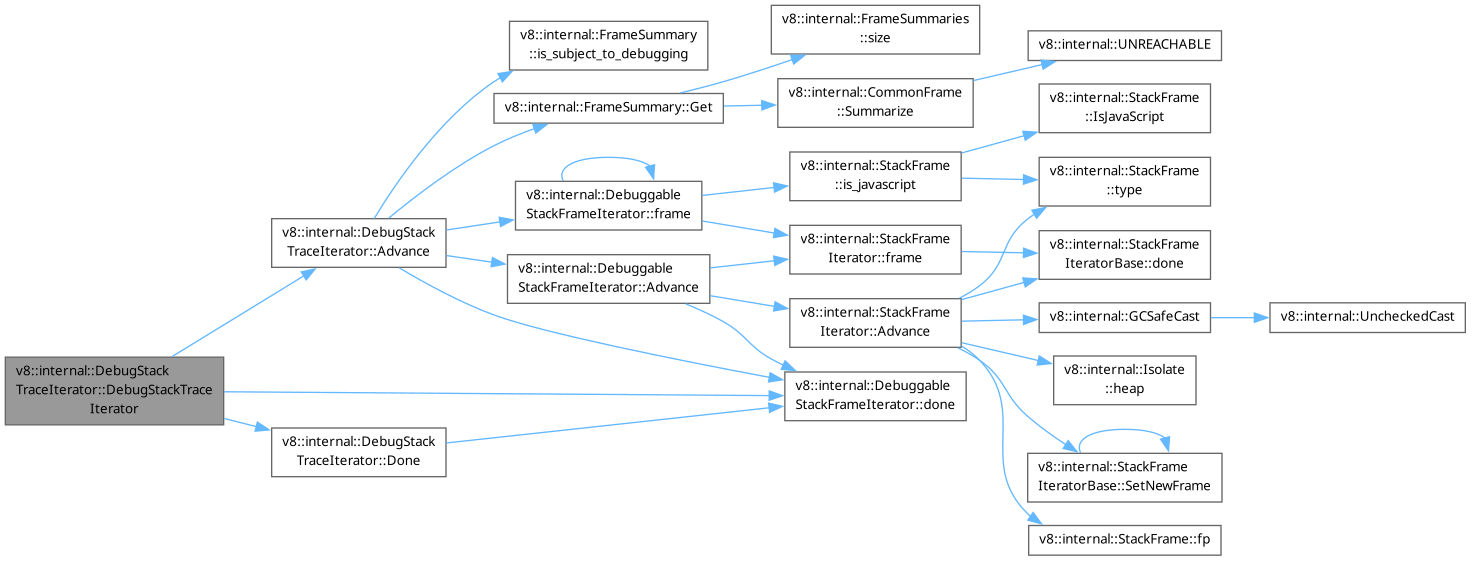 v8::internal::DebugStack
TraceIterator::DebugStackTrace
Iterator
v8::internal::DebugStack
TraceIterator::Advance
v8::internal::DebugStack
TraceIterator::Done
v8::internal::FrameSummary
::is_subject_to_debugging
v8::internal::FrameSummary::Get
v8::internal::Debuggable
StackFrameIterator::frame
v8::internal::Debuggable
StackFrameIterator::Advance
v8::internal::FrameSummaries
::size
v8::internal::CommonFrame
::Summarize
v8::internal::StackFrame
::is_javascript
v8::internal::StackFrame
Iterator::frame
v8::internal::StackFrame
Iterator::Advance
v8::internal::Debuggable
StackFrameIterator::done
v8::internal::UNREACHABLE
v8::internal::StackFrame
::IsJavaScript
v8::internal::StackFrame
::type
v8::internal::StackFrame
IteratorBase::done
v8::internal::GCSafeCast
v8::internal::Isolate
::heap
v8::internal::StackFrame
IteratorBase::SetNewFrame
v8::internal::StackFrame::fp
v8::internal::UncheckedCast